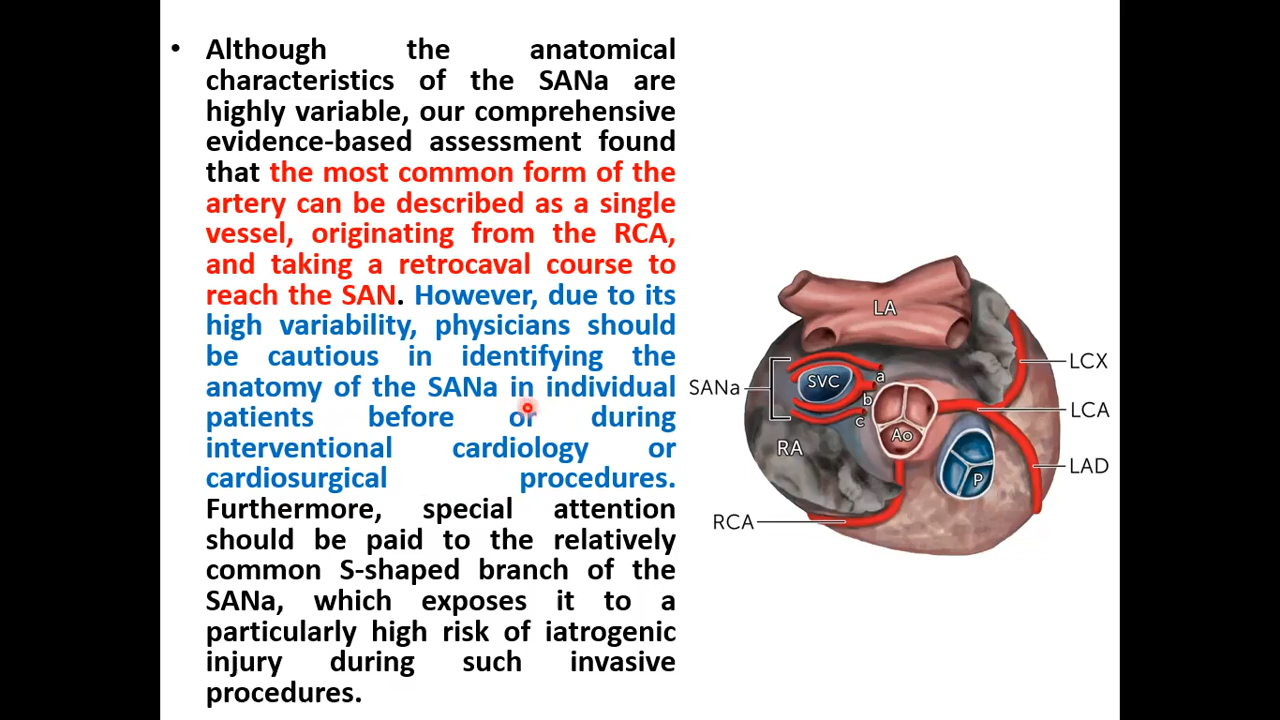 • Although the anatomical
characteristics of the SANa are
highly variable, our comprehensive
evidence-based assessment found
that the most common form of the
artery can be described as a single
vessel, originating from the RCA,
and taking a retrocaval course to
reach the SAN. However, due to its
high variability, physicians should
be cautious in identifying the
anatomy of the SANa in individual
patients before or during
interventional cardiology or
cardiosurgical procedures.
Furthermore, special attention
should be paid to the relatively
common S-shaped branch of the
SANa, which exposes it to a
particularly high risk of iatrogenic
injury during such invasive
procedures.
LA
LCX
SVC
a
SANa
b
LCA
c
Ao
RA
LAD
P
RCA